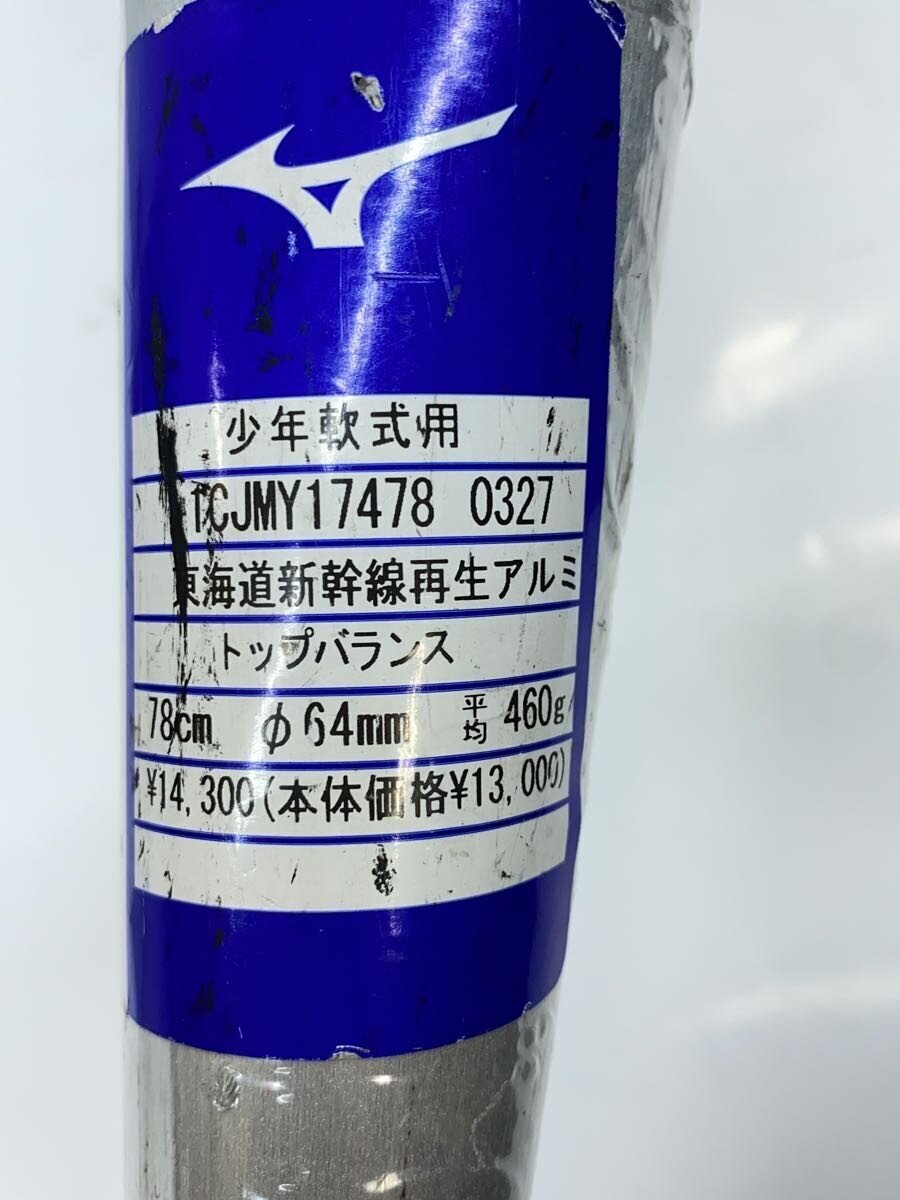 少年軟式用
1CJMY17478 0327
東海道新幹線再生アルミ
トップバランス
78cm φ64mm 平均 460g
¥14,300(本体価格¥13,000)